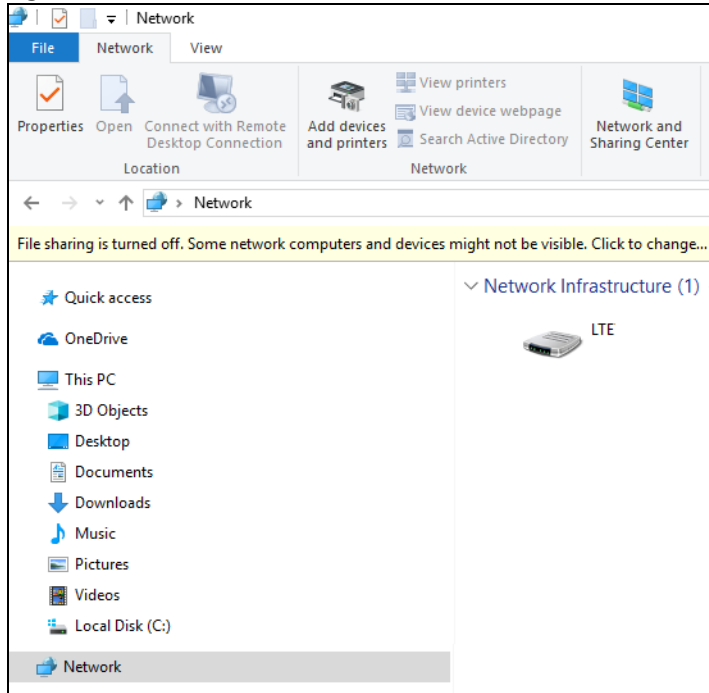 Network
File Network View
Properties Open Connect with Remote Desktop Connection
Location
Add devices and printers
View printers
View device webpage
Search Active Directory
Network
Network and Sharing Center
Network
File sharing is turned off. Some network computers and devices might not be visible. Click to change...
Quick access
OneDrive
This PC
3D Objects
Desktop
Documents
Downloads
Music
Pictures
Videos
Local Disk (C:)
Network
Network Infrastructure (1)
LTE